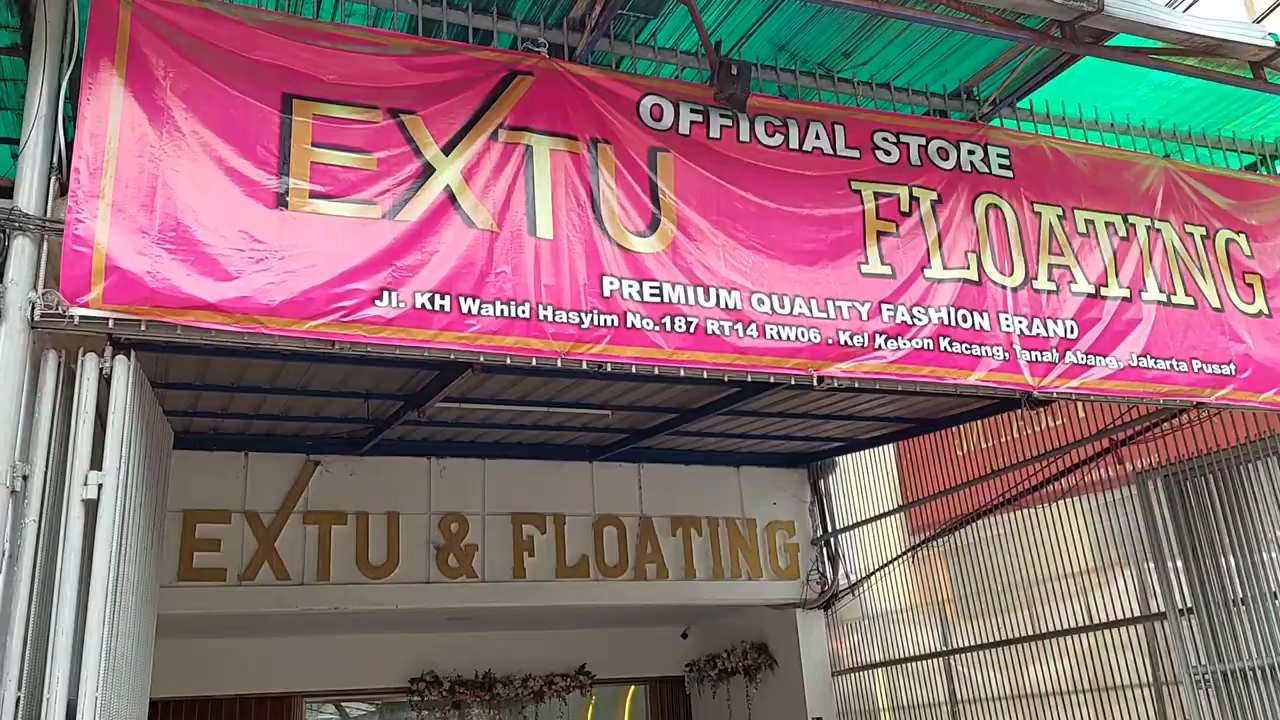 OFFICIAL STORE
EXTU FLOATING
PREMIUM QUALITY FASHION BRAND
Jl. KH Wahid Hasyim No.187 RT14 RW06 . Kel Kebon Kacang, Tanah Abang, Jakarta Pusat
EXTU & FLOATING